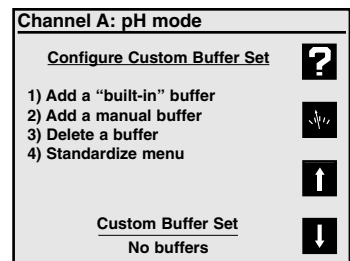 Channel A: pH mode
Configure Custom Buffer Set
?
1) Add a “built-in” buffer
2) Add a manual buffer
3) Delete a buffer
4) Standardize menu
Custom Buffer Set
No buffers